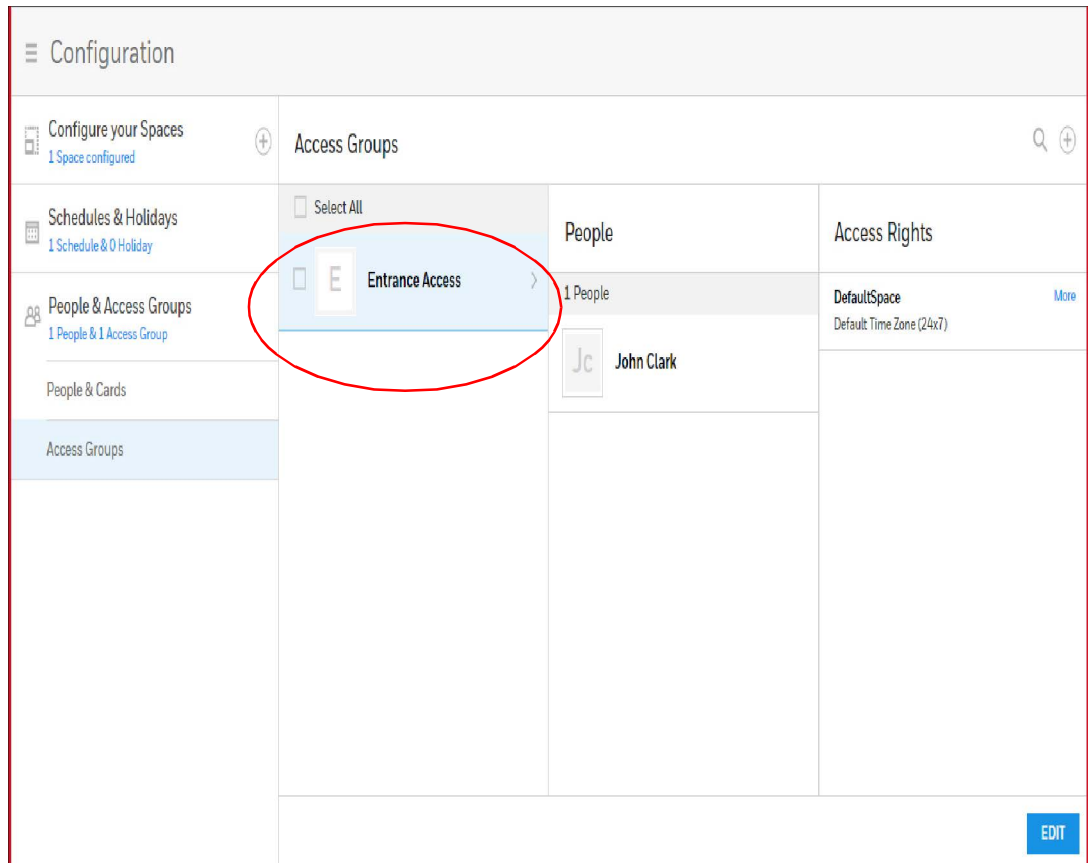 Configuration
Configure your Spaces
1 Space configured
Schedules & Holidays
1 Schedule & 0 Holiday
People & Access Groups
1 People & 1 Access Group
People & Cards
Access Groups
Access Groups
Select All
E
Entrance Access
People
1 People
Jc
John Clark
Access Rights
DefaultSpace
More
Default Time Zone (24x7)
EDIT